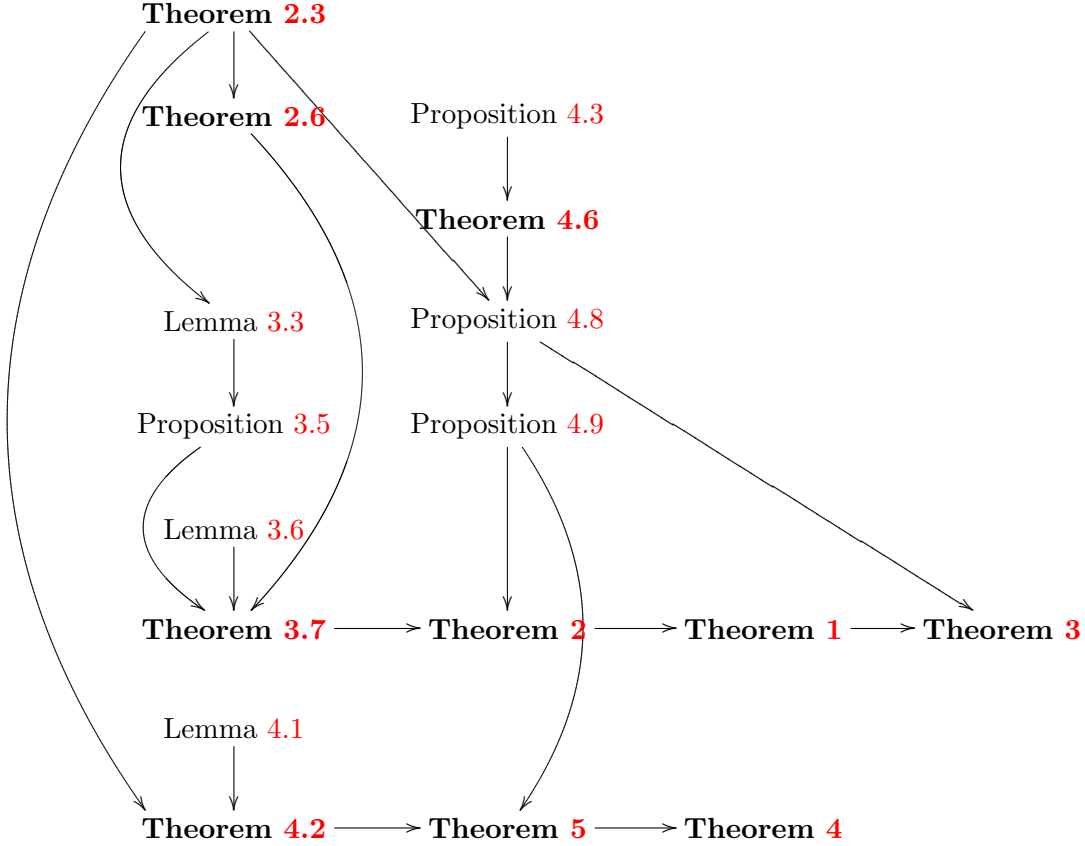 Theorem 2.3
Theorem 2.6
Proposition 4.3
Theorem 4.6
Lemma 3.3
Proposition 4.8
Proposition 3.5
Proposition 4.9
Lemma 3.6
Theorem 3.7
Theorem 2
Theorem 1
Theorem 3
Lemma 4.1
Theorem 4.2
Theorem 5
Theorem 4